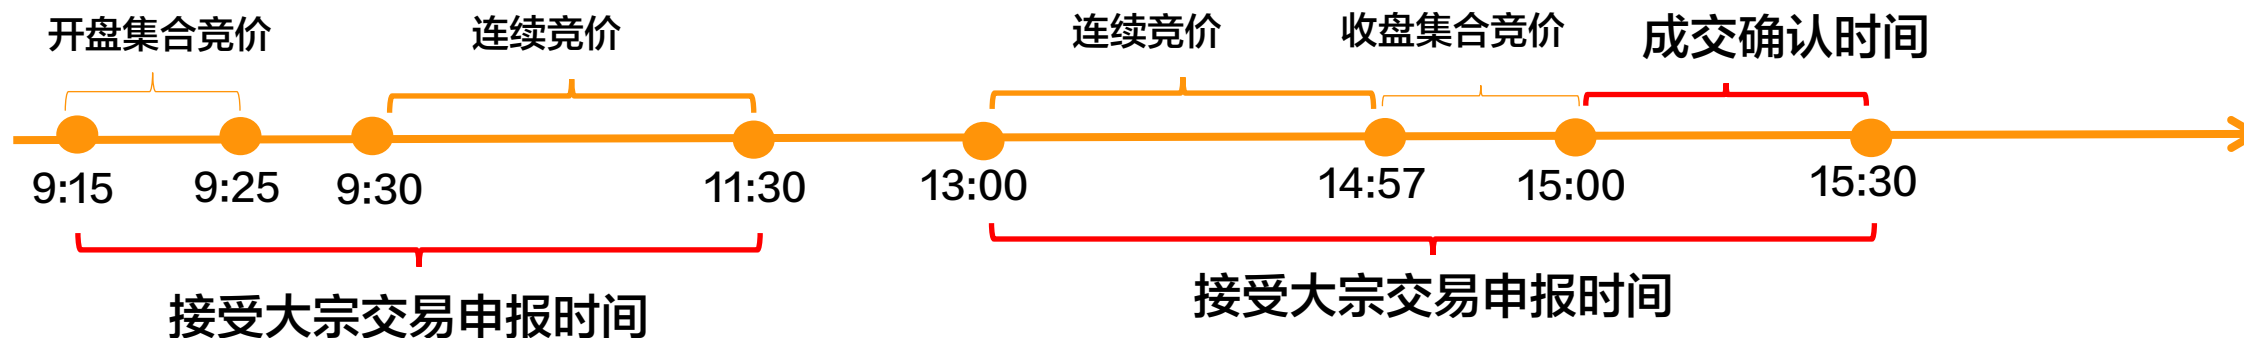 开盘集合竞价
连续竞价
连续竞价
收盘集合竞价
成交确认时间
9:15
9:25
9:30
11:30
13:00
14:57
15:00
15:30
接受大宗交易申报时间
接受大宗交易申报时间